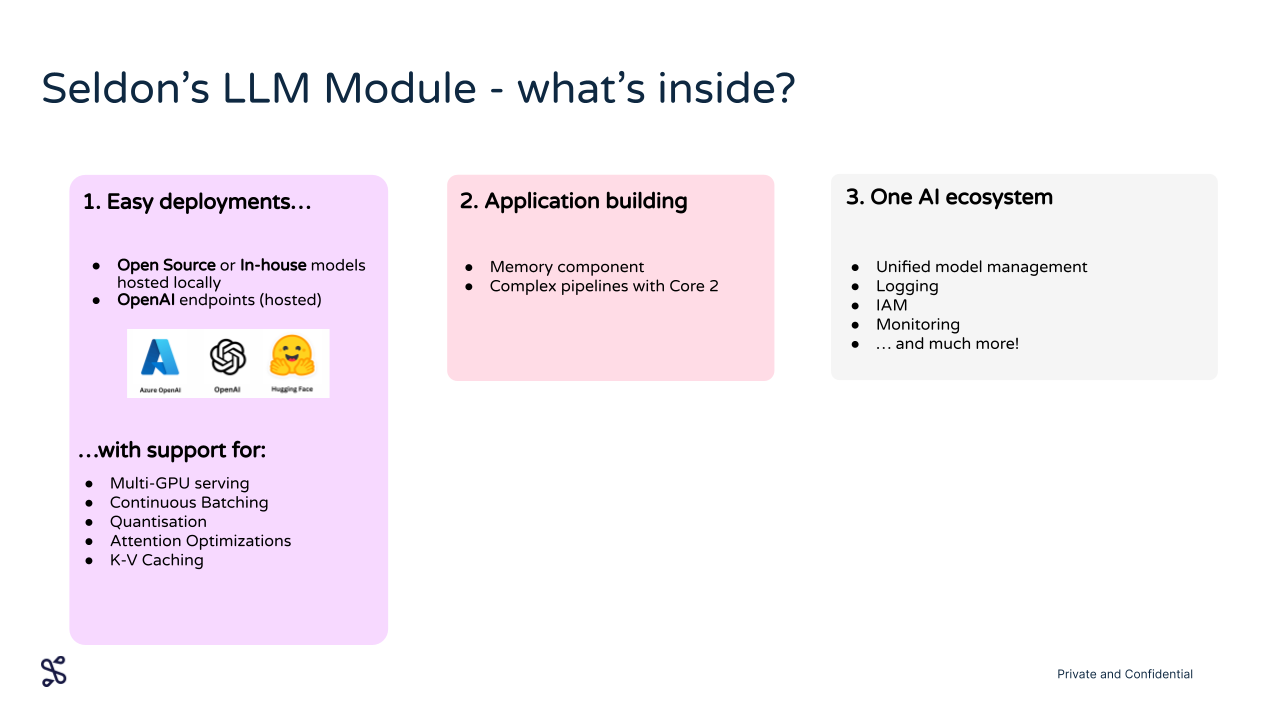 Seldon’s LLM Module - what’s inside?
1. Easy deployments…
● Open Source or In-house models
hosted locally
● OpenAI endpoints (hosted)
Azure OpenAI
OpenAI
Hugging Face
…with support for:
● Multi-GPU serving
● Continuous Batching
● Quantisation
● Attention Optimizations
● K-V Caching
2. Application building
● Memory component
● Complex pipelines with Core 2
3. One AI ecosystem
● Unified model management
● Logging
● IAM
● Monitoring
● … and much more!
Private and Confidential